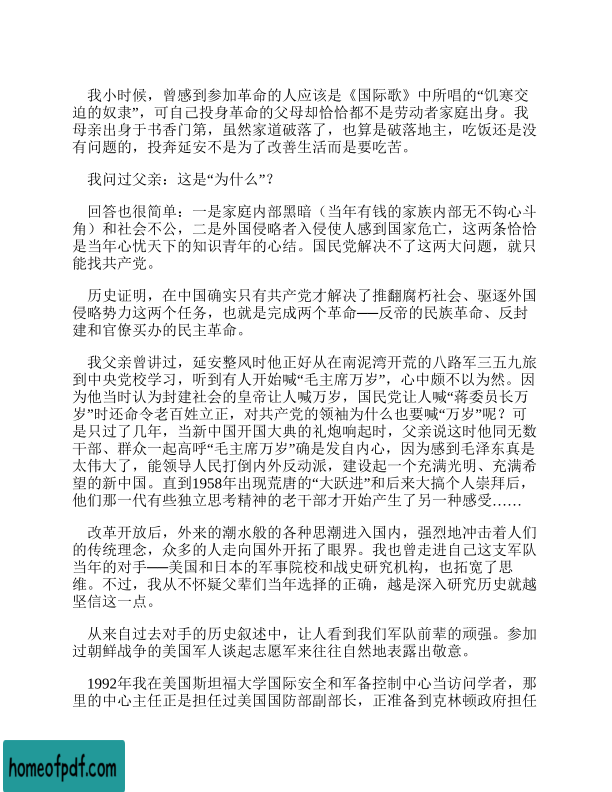 我小时候，曾感到参加革命的人应该是《国际歌》中所唱的“饥寒交
迫的奴隶”，可自己投身革命的父母却恰恰都不是劳动者家庭出身。我
母亲出身于书香门第，虽然家道破落了，也算是破落地主，吃饭还是没
有问题的，投奔延安不是为了改善生活而是要吃苦。
我问过父亲：这是“为什么”？
回答也很简单：一是家庭内部黑暗（当年有钱的家族内部无不钩心斗
角）和社会不公，二是外国侵略者入侵使人感到国家危亡，这两条恰恰
是当年心忧天下的知识青年的心结。国民党解决不了这两大问题，就只
能找共产党。
历史证明，在中国确实只有共产党才解决了推翻腐朽社会、驱逐外国
侵略势力这两个任务，也就是完成两个革命──反帝的民族革命、反封
建和官僚买办的民主革命。
我父亲曾讲过，延安整风时他正好从在南泥湾开荒的八路军三五九旅
到中央党校学习，听到有人开始喊“毛主席万岁”，心中颇不以为然。因
为他当时认为封建社会的皇帝让人喊万岁，国民党让人喊“蒋委员长万
岁”时还命令老百姓立正，对共产党的领袖为什么也要喊“万岁”呢？可
是只过了几年，当新中国开国大典的礼炮响起时，父亲说这时他同无数
干部、群众一起高呼“毛主席万岁”确是发自内心，因为感到毛泽东真是
太伟大了，能领导人民打倒内外反动派，建设起一个充满光明、充满希
望的新中国。直到1958年出现荒唐的“大跃进”和后来大搞个人崇拜后，
他们那一代有些独立思考精神的老干部才开始产生了另一种感受……
改革开放后，外来的潮水般的各种思潮进入国内，强烈地冲击着人们
的传统理念，众多的人走向国外开拓了眼界。我也曾走进自己这支军队
当年的对手──美国和日本的军事院校和战史研究机构，也拓宽了思
维。不过，我从不怀疑父辈们当年选择的正确，越是深入研究历史就越
坚信这一点。
从来自过去对手的历史叙述中，让人看到我们军队前辈的顽强。参加
过朝鲜战争的美国军人谈起志愿军来往往自然地表露出敬意。
1992年我在美国斯坦福大学国际安全和军备控制中心当访问学者，那
里的中心主任正是担任过美国国防部副部长，正准备到克林顿政府担任
homeofpdf.com